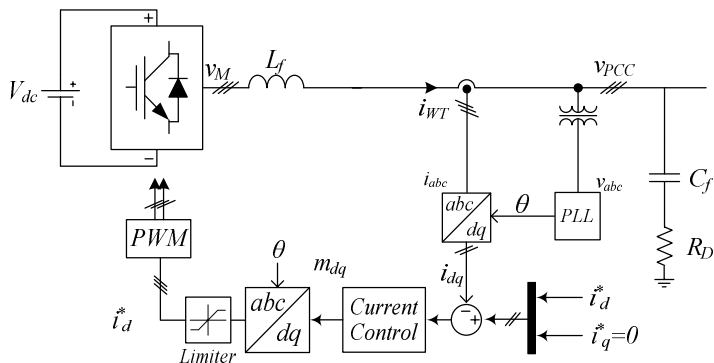 +
V_dc
+
-
−
v_M
L_f
i_WT
v_PCC
i_abc
abc
dq
θ
v_abc
PLL
C_f
R_D
PWM
θ
m_dq
i_dq
i*_d
abc
dq
Current
Control
−
+
i*_d
i*_q=0
Limiter